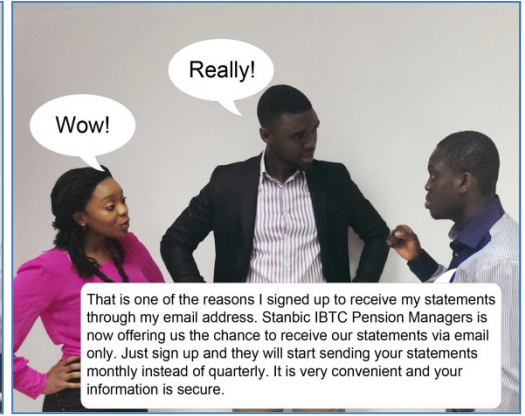 Really!
Wow!
That is one of the reasons I signed up to receive my statements
through my email address. Stanbic IBTC Pension Managers is
now offering us the chance to receive our statements via email
only. Just sign up and they will start sending your statements
monthly instead of quarterly. It is very convenient and your
information is secure.